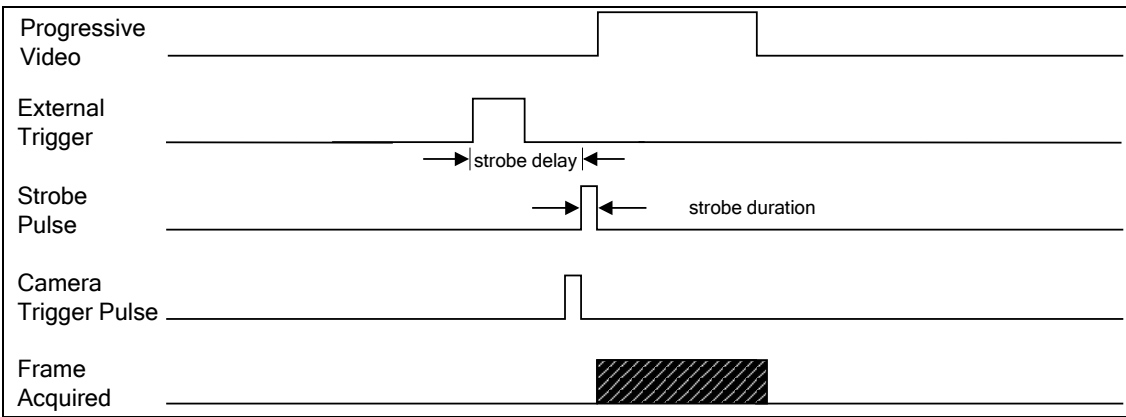 Progressive
Video
External
Trigger
strobe delay
Strobe
Pulse
strobe duration
Camera
Trigger Pulse
Frame
Acquired